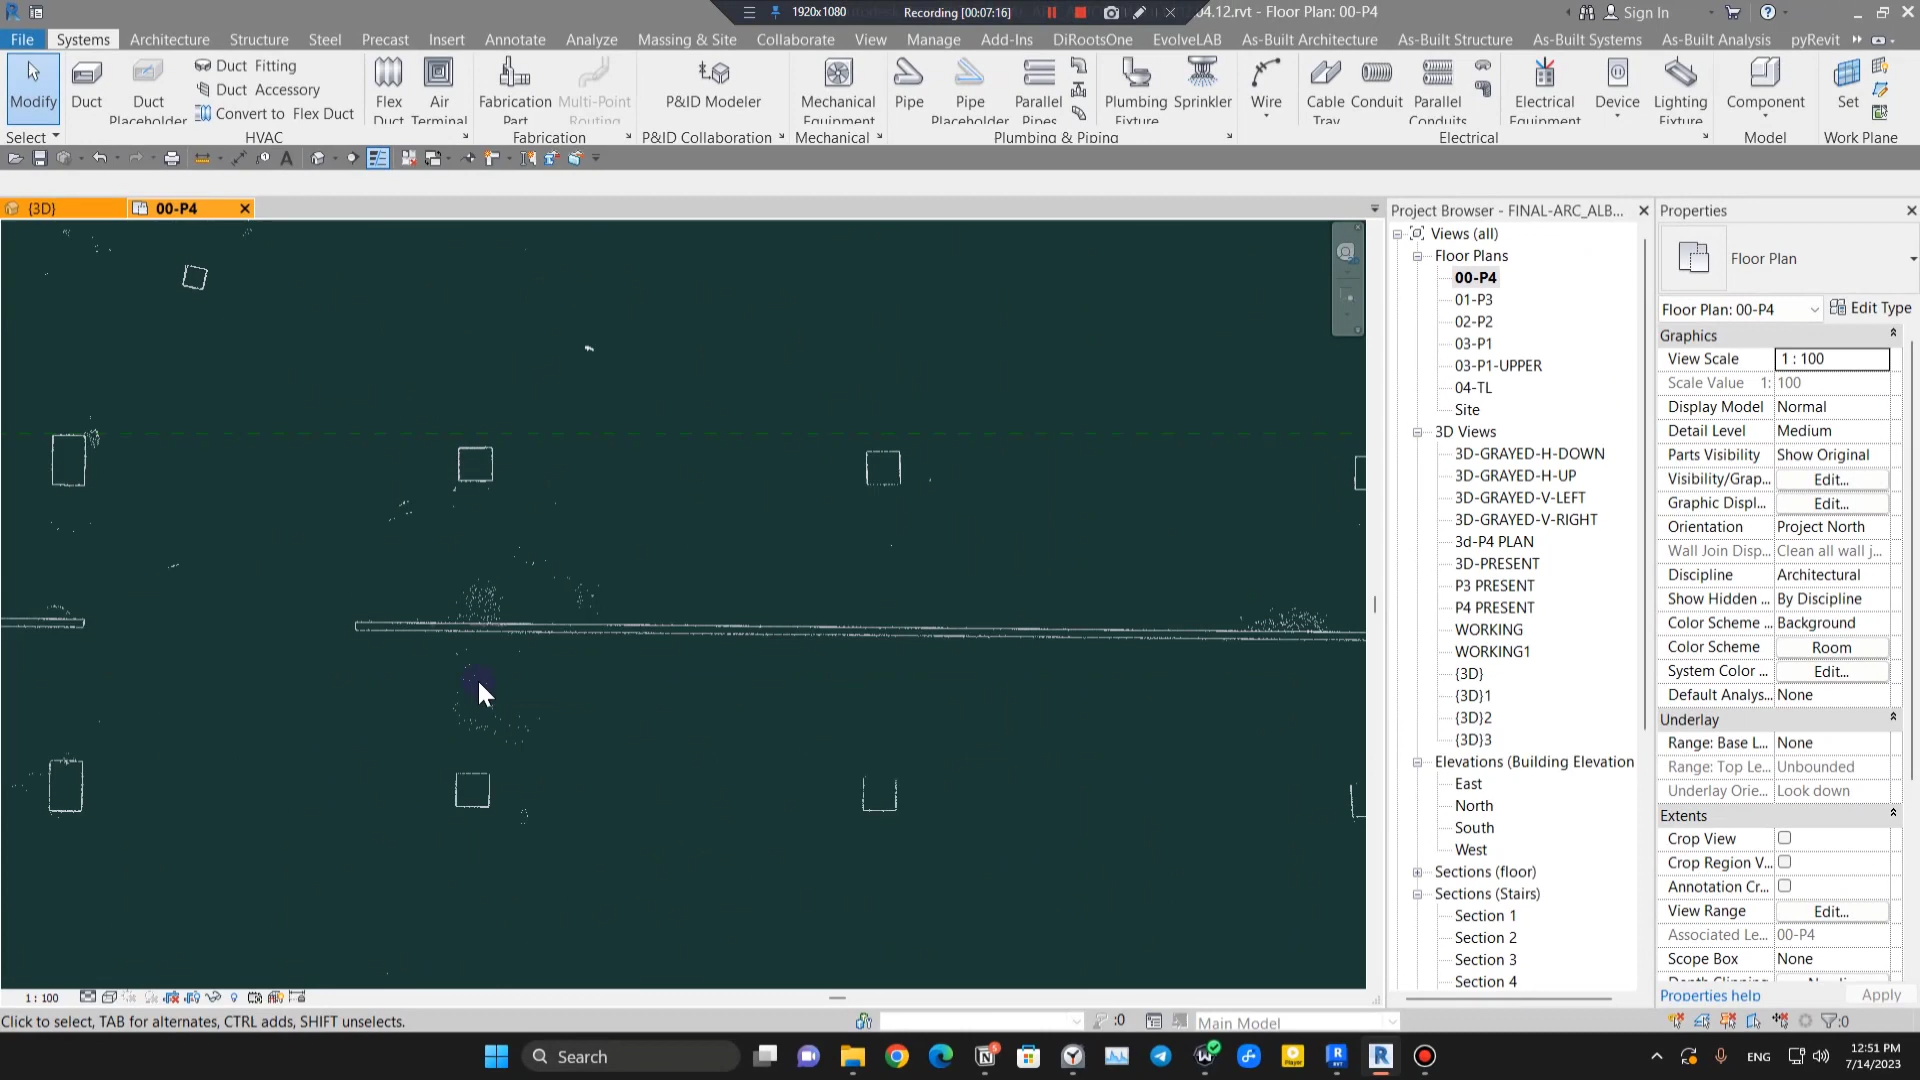 1920x1080
Recording [00:07:16]
04.12.rvt - Floor Plan: 00-P4
Sign In
File Systems Architecture Structure Steel Precast Insert Annotate Analyze Massing & Site Collaborate View Manage Add-Ins DiRootsOne EvolveLAB As-Built Architecture As-Built Structure As-Built Systems As-Built Analysis pyRevit
Modify
Duct
Duct
Placeholder
Duct Fitting
Duct Accessory
Convert to Flex Duct
Flex
Duct
Air
Terminal
Fabrication
Part
Multi-Point
Routing
P&ID Modeler
Mechanical
Equipment
Pipe
Pipe
Placeholder
Parallel
Pipes
Plumbing
Fixture
Sprinkler
Wire
Cable
Tray
Conduit
Parallel
Conduits
Electrical
Equipment
Device
Lighting
Fixture
Component
Set
Select HVAC Fabrication P&ID Collaboration Mechanical Plumbing & Piping Electrical Model Work Plane
{3D}
00-P4
Project Browser - FINAL-ARC_ALB...
Views (all)
Floor Plans
00-P4
01-P3
02-P2
03-P1
03-P1-UPPER
04-TL
Site
3D Views
3D-GRAYED-H-DOWN
3D-GRAYED-H-UP
3D-GRAYED-V-LEFT
3D-GRAYED-V-RIGHT
3d-P4 PLAN
3D-PRESENT
P3 PRESENT
P4 PRESENT
WORKING
WORKING1
{3D}
{3D}1
{3D}2
{3D}3
Elevations (Building Elevation
East
North
South
West
Sections (floor)
Sections (Stairs)
Section 1
Section 2
Section 3
Section 4
Properties
Floor Plan
Floor Plan: 00-P4
Edit Type
Graphics
View Scale 1 : 100
Scale Value 1: 100
Display Model Normal
Detail Level Medium
Parts Visibility Show Original
Visibility/Grap... Edit...
Graphic Displ... Edit...
Orientation Project North
Wall Join Disp... Clean all wall j...
Discipline Architectural
Show Hidden ... By Discipline
Color Scheme ... Background
Color Scheme Room
System Color ... Edit...
Default Analys... None
Underlay
Range: Base L... None
Range: Top Le... Unbounded
Underlay Orie... Look down
Extents
Crop View
Crop Region V...
Annotation Cr...
View Range Edit...
Associated Le... 00-P4
Scope Box None
Properties help
Apply
1 : 100
Click to select, TAB for alternates, CTRL adds, SHIFT unselects.
:0
Main Model
:0
Search
ENG
12:51 PM
7/14/2023